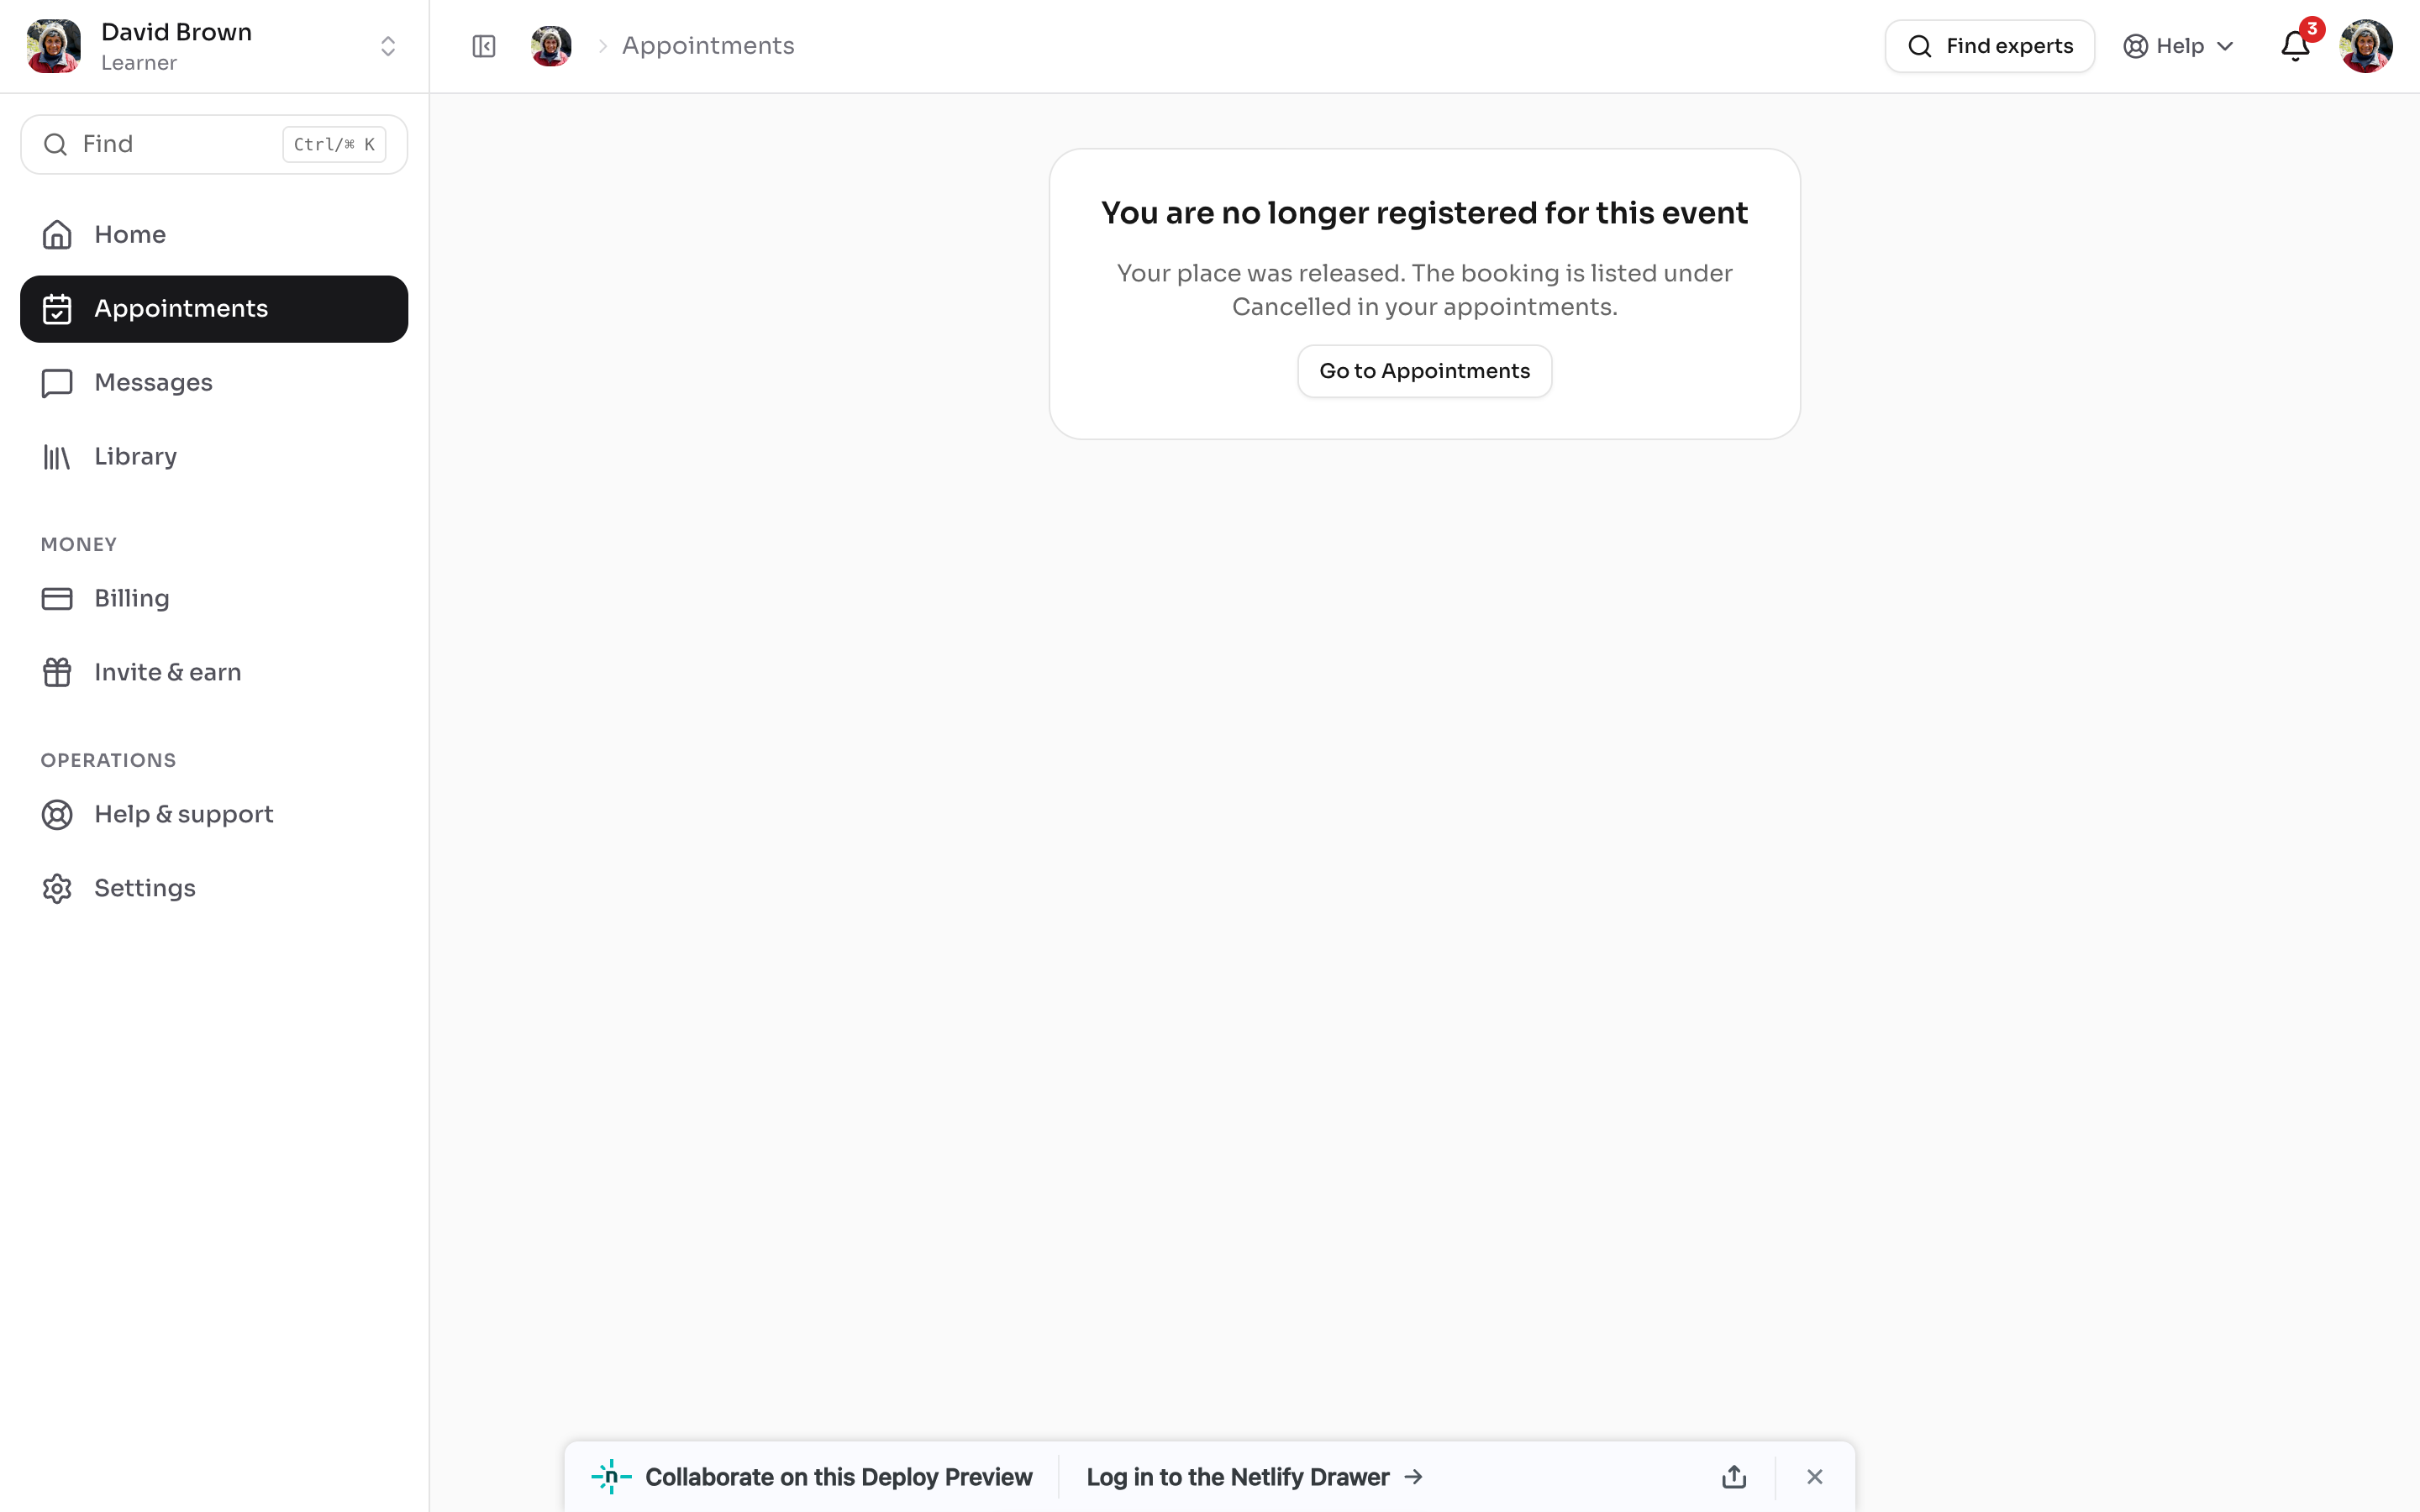 David Brown
Learner
Find
Ctrl/⌘ K
Home
Appointments
Messages
Library
MONEY
Billing
Invite & earn
OPERATIONS
Help & support
Settings
Appointments
Find experts
Help
3
You are no longer registered for this event
Your place was released. The booking is listed under
Cancelled in your appointments.
Go to Appointments
n
Collaborate on this Deploy Preview
Log in to the Netlify Drawer →